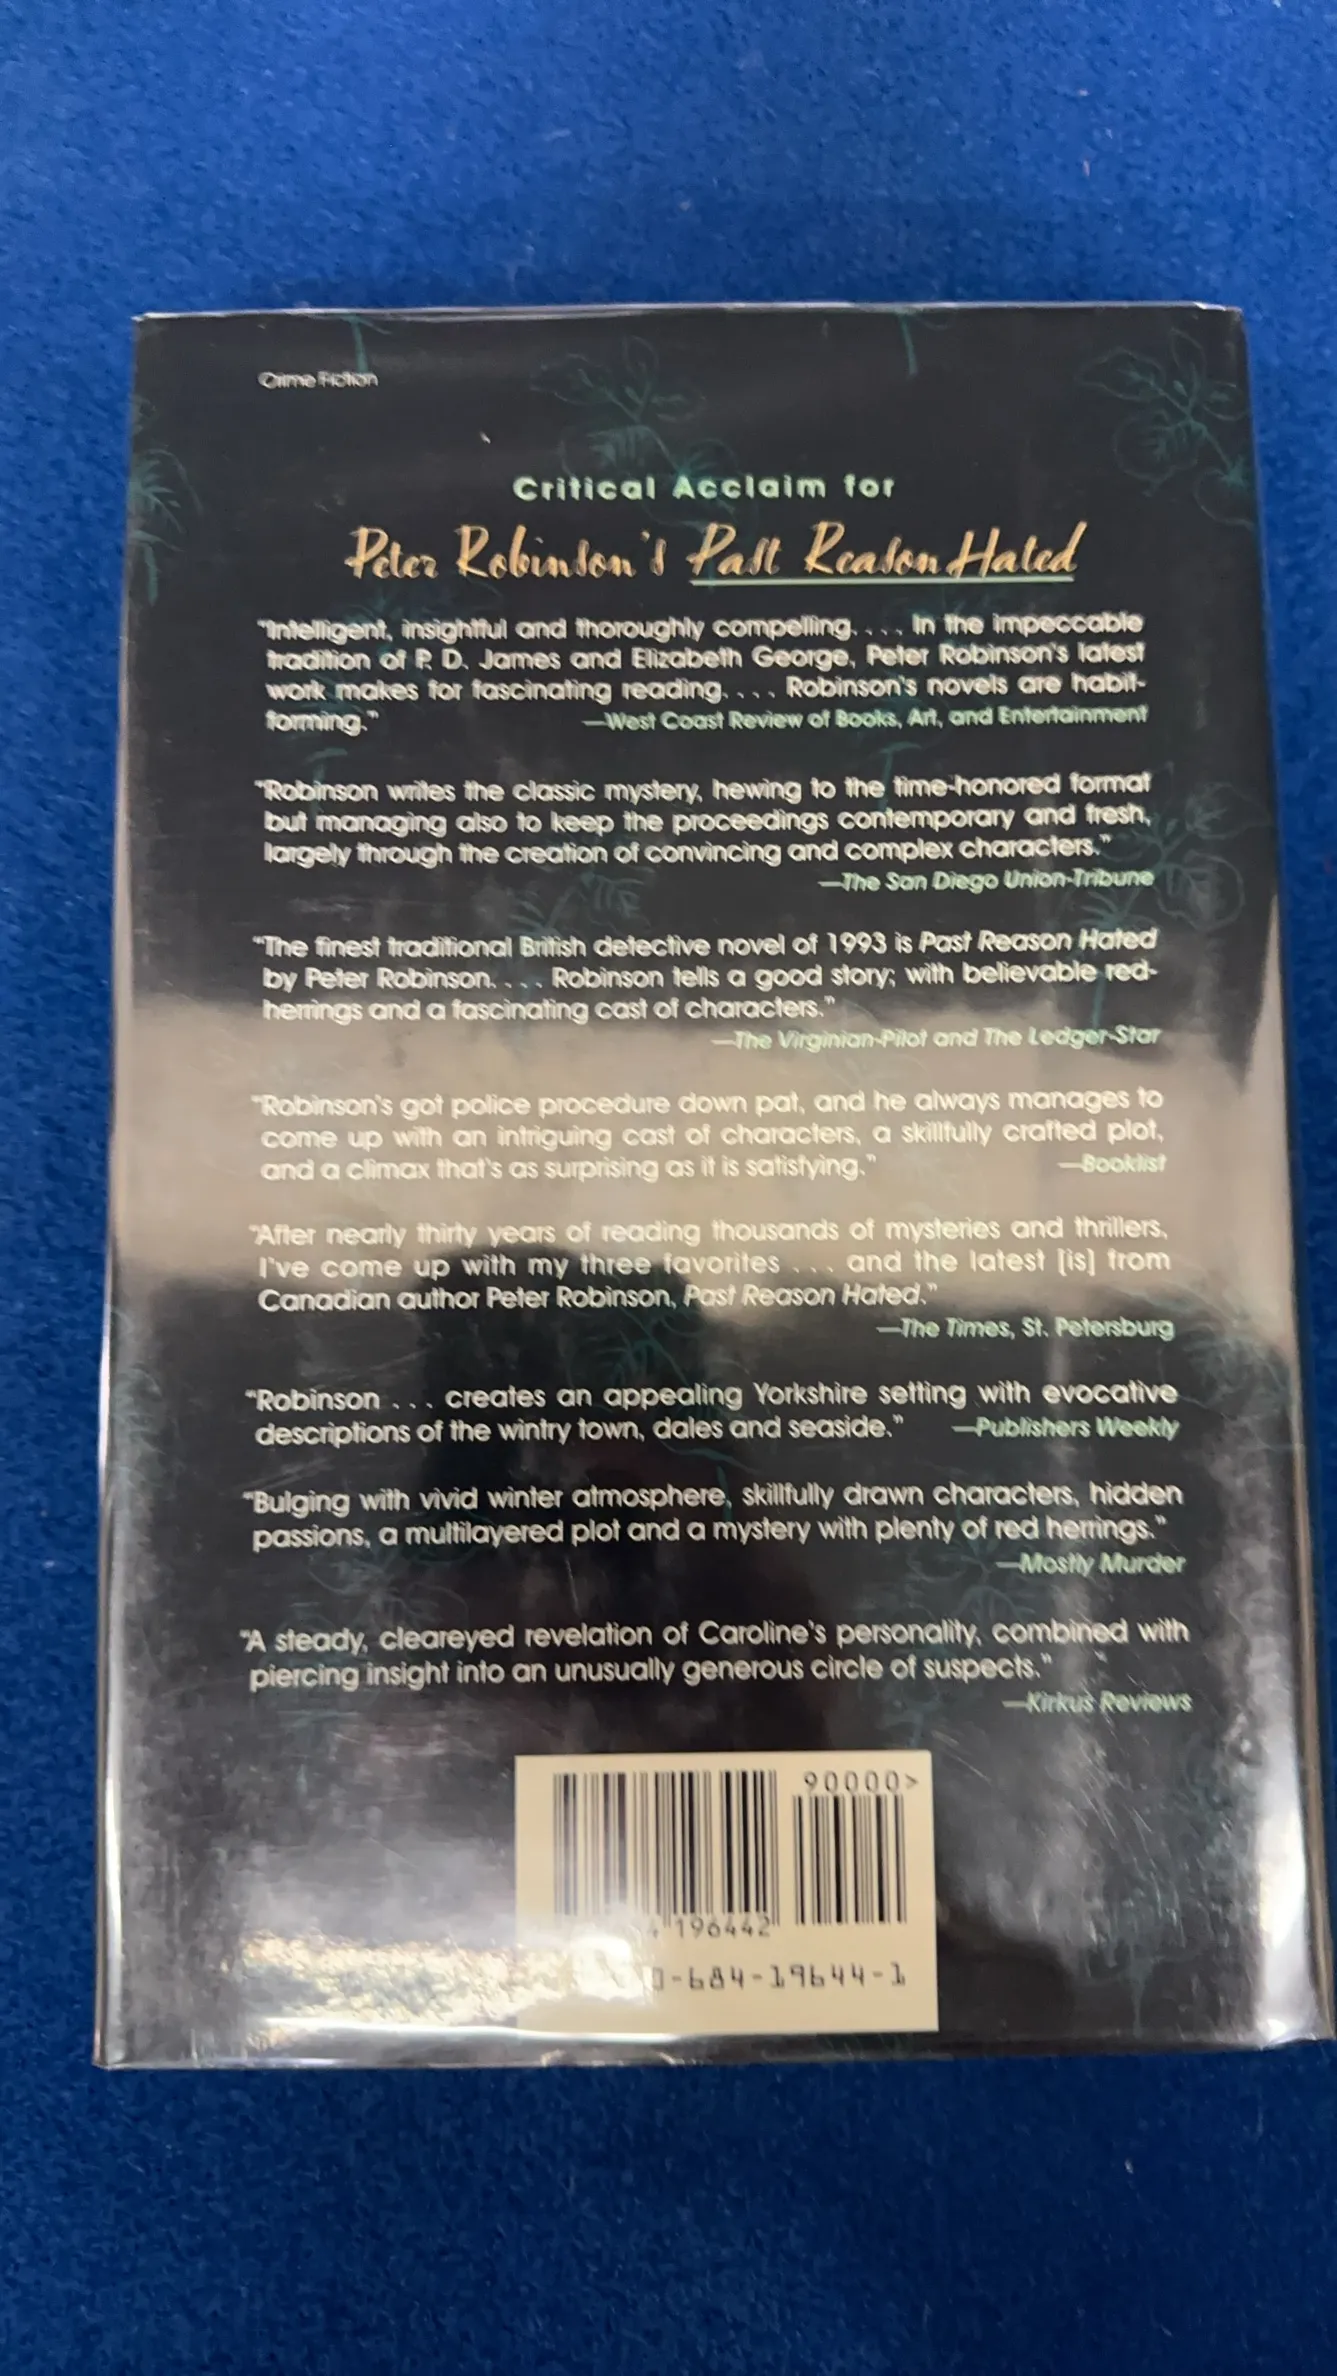 Crime Fiction
Critical Acclaim for
Peter Robinson's Past Reason Hated
"Intelligent, insightful and thoroughly compelling. . . . In the impeccable
tradition of P. D. James and Elizabeth George, Peter Robinson's latest
work makes for fascinating reading. . . . Robinson's novels are habit-
forming." —West Coast Review of Books, Art, and Entertainment
"Robinson writes the classic mystery, hewing to the time-honored format
but managing also to keep the proceedings contemporary and fresh,
largely through the creation of convincing and complex characters."
—The San Diego Union-Tribune
"The finest traditional British detective novel of 1993 is Past Reason Hated
by Peter Robinson. . . . Robinson tells a good story; with believable red-
herrings and a fascinating cast of characters."
—The Virginian-Pilot and The Ledger-Star
"Robinson's got police procedure down pat, and he always manages to
come up with an intriguing cast of characters, a skillfully crafted plot,
and a climax that's as surprising as it is satisfying." —Booklist
"After nearly thirty years of reading thousands of mysteries and thrillers,
I've come up with my three favorites . . . and the latest [is] from
Canadian author Peter Robinson, Past Reason Hated."
—The Times, St. Petersburg
"Robinson . . . creates an appealing Yorkshire setting with evocative
descriptions of the wintry town, dales and seaside." —Publishers Weekly
"Bulging with vivid winter atmosphere, skillfully drawn characters, hidden
passions, a multilayered plot and a mystery with plenty of red herrings."
—Mostly Murder
"A steady, cleareyed revelation of Caroline's personality, combined with
piercing insight into an unusually generous circle of suspects."
—Kirkus Reviews
90000>
196442
0-684-19644-1